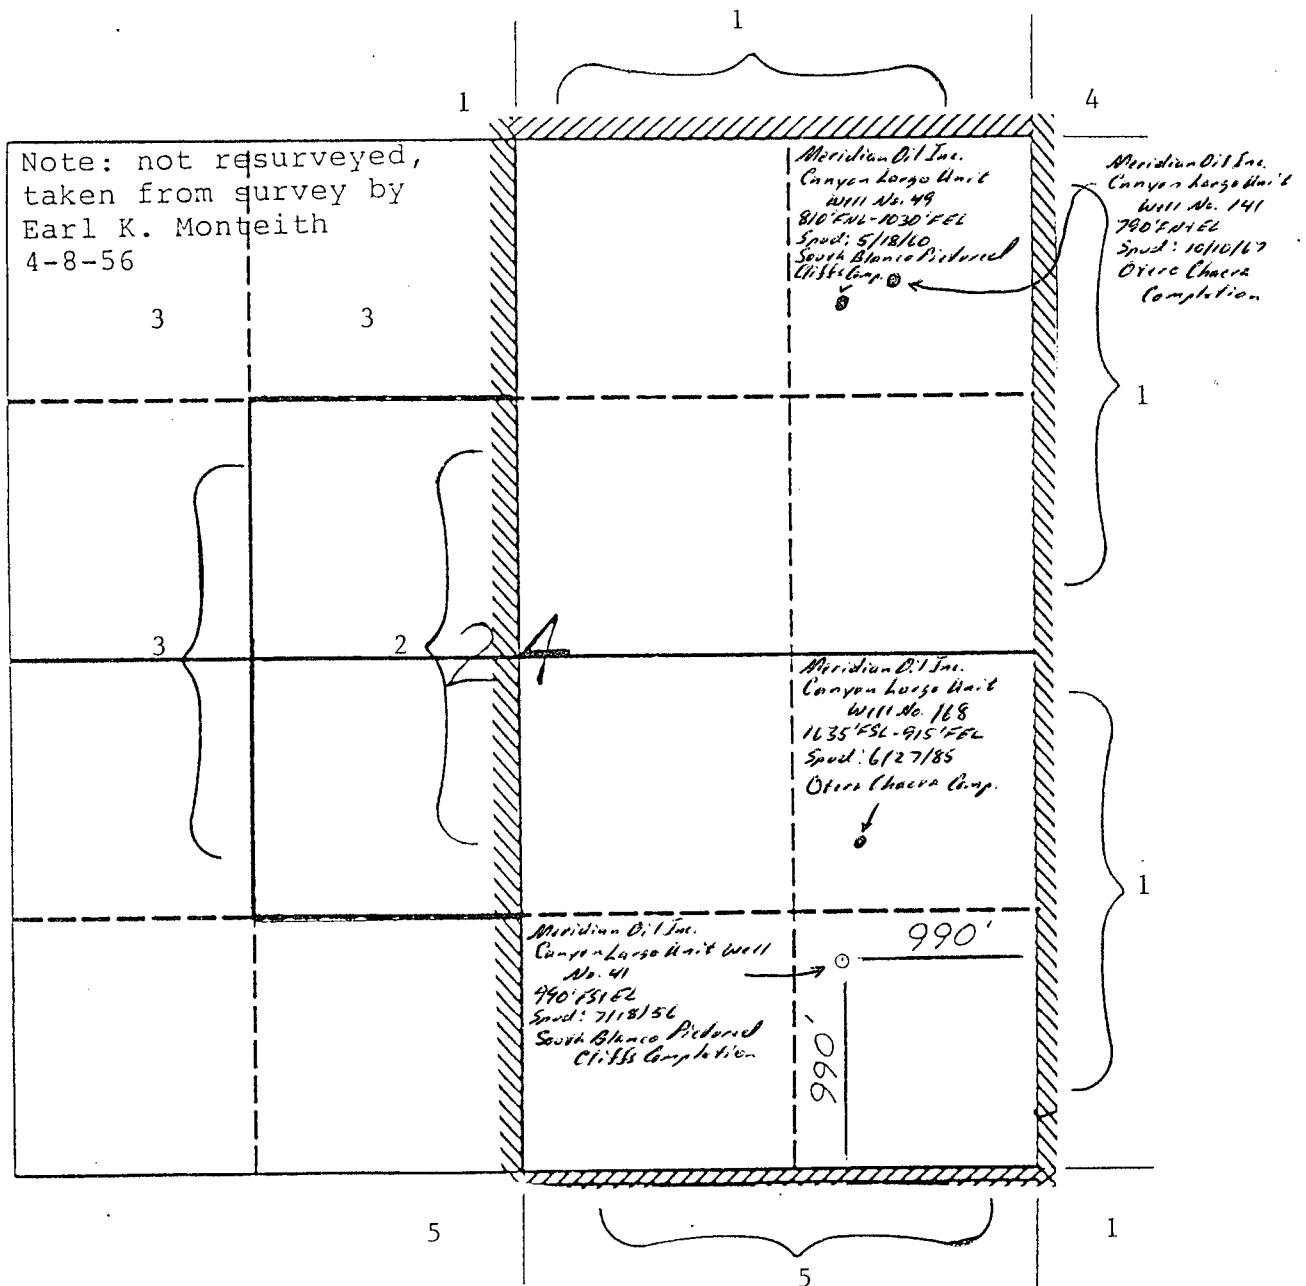 1
1
4
Note: not resurveyed,
taken from survey by
Earl K. Monteith
4-8-56
Meridian Oil Inc.
Canyon Largo Unit
Well No. 49
810'FNL-1030'FEL
Spud: 5/18/60
South Blanco Pictured
Cliffs Comp.
Meridian Oil Inc.
Canyon Largo Unit
Well No. 141
790'FN+EL
Spud: 10/10/67
Otero Chacra
Completion
3
3
1
3
2
24
Meridian Oil Inc.
Canyon Largo Unit
Well No. 168
1635'FSL-915'FEL
Spud: 6/27/85
Otero Chacra Comp.
1
Meridian Oil Inc.
Canyon Largo Unit Well
No. 41
990'FS+EL
Spud: 7/18/56
South Blanco Pictured
Cliffs Completion
990'
990'
5
5
1